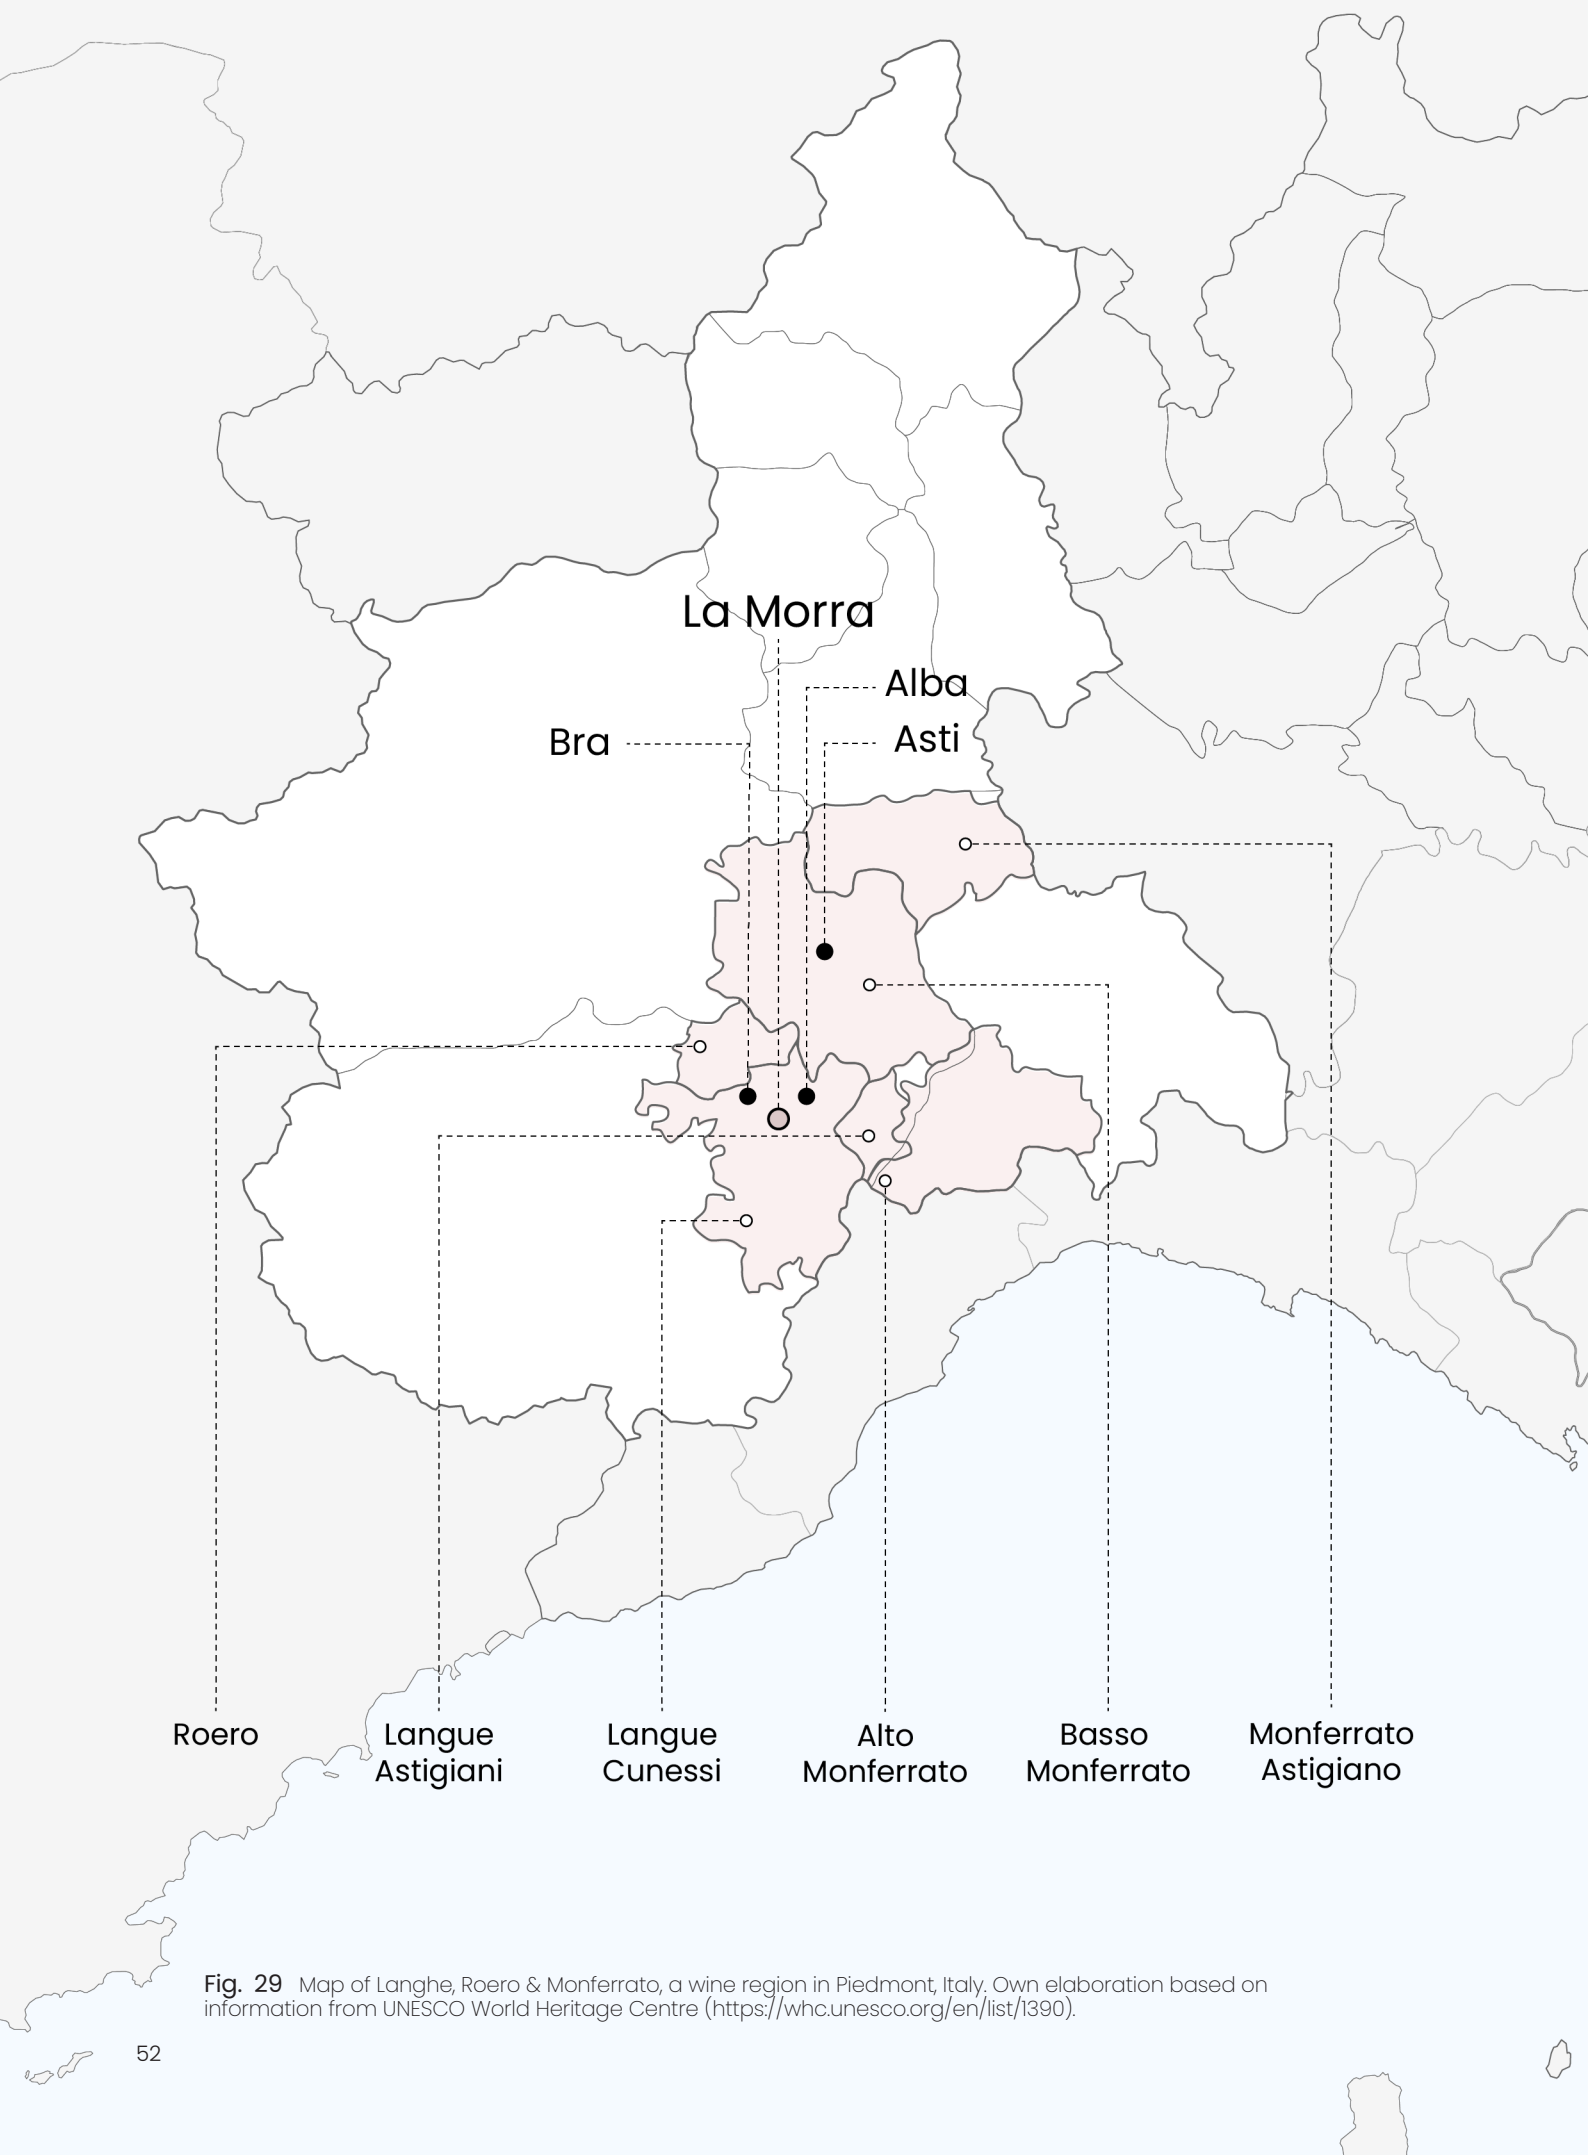 La Morra
Alba
Bra
Asti
Roero
Langue
Astigiani
Langue
Cunessi
Alto
Monferrato
Basso
Monferrato
Monferrato
Astigiano
Fig. 29 Map of Langhe, Roero & Monferrato, a wine region in Piedmont, Italy. Own elaboration based on
information from UNESCO World Heritage Centre (https://whc.unesco.org/en/list/1390).
52